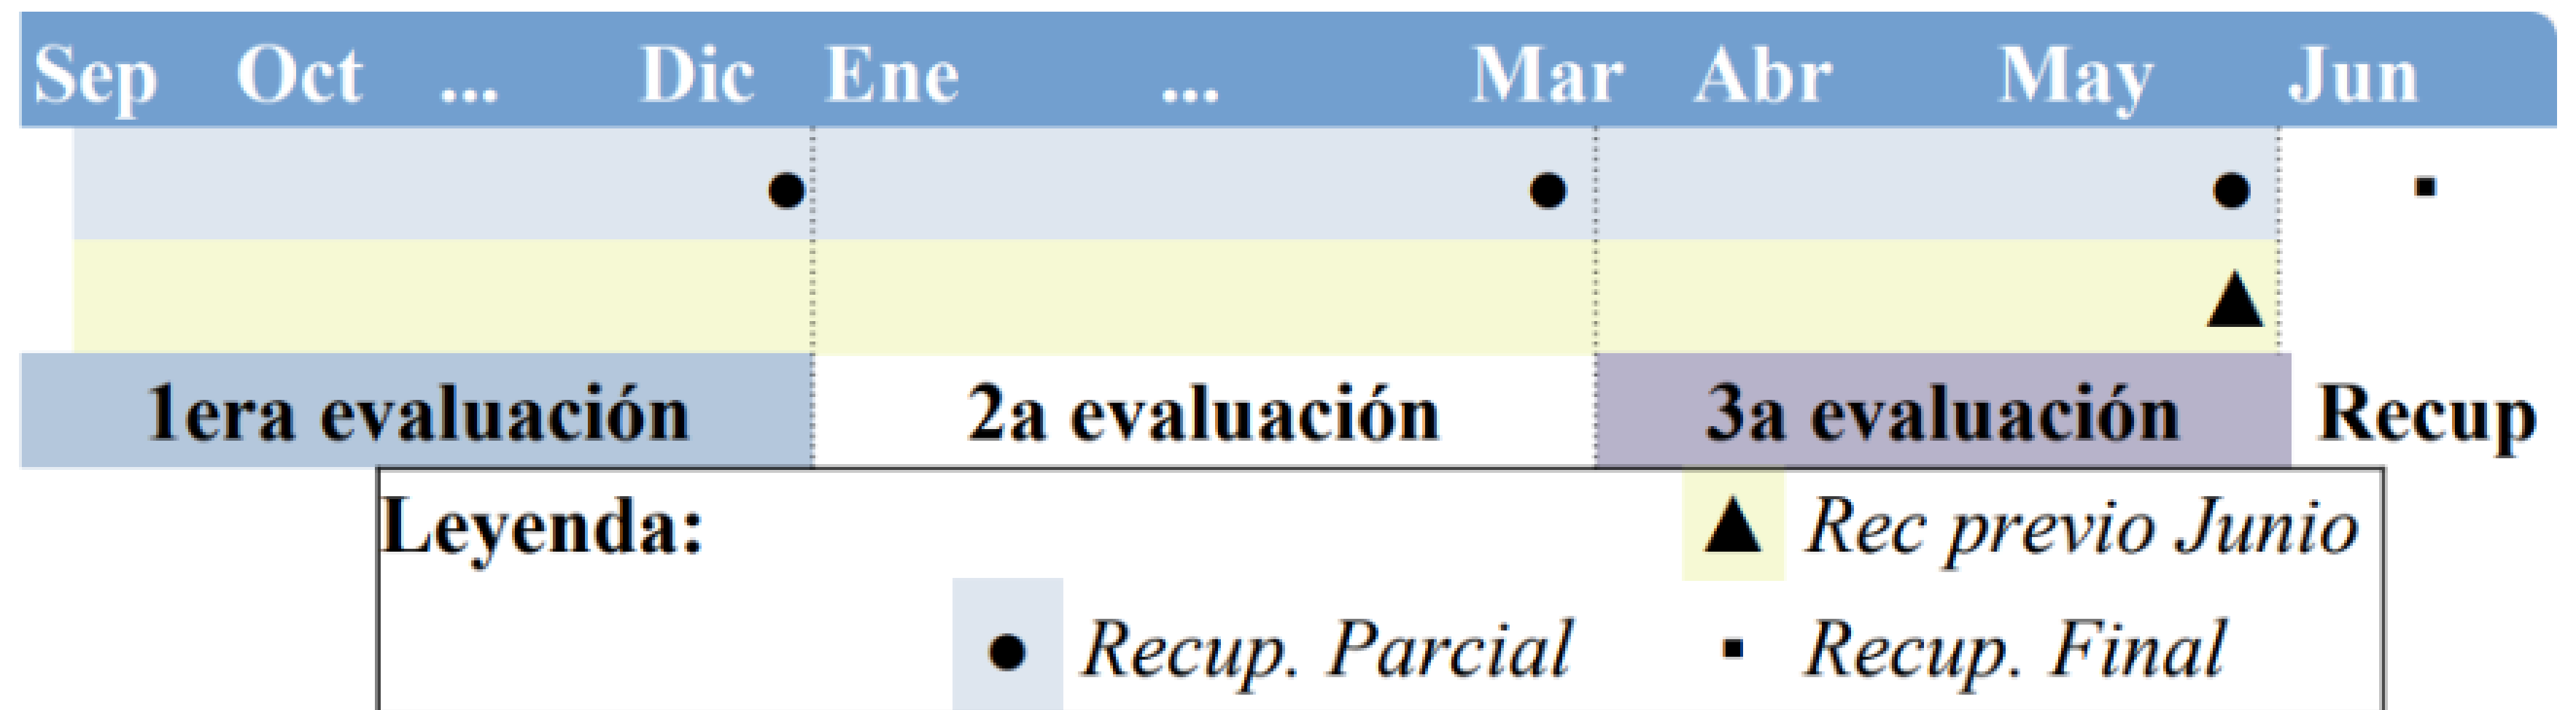 Sep Oct ... Dic Ene ... Mar Abr May Jun
1era evaluación 2a evaluación 3a evaluación Recup
Leyenda: Rec previo Junio
Recup. Parcial Recup. Final